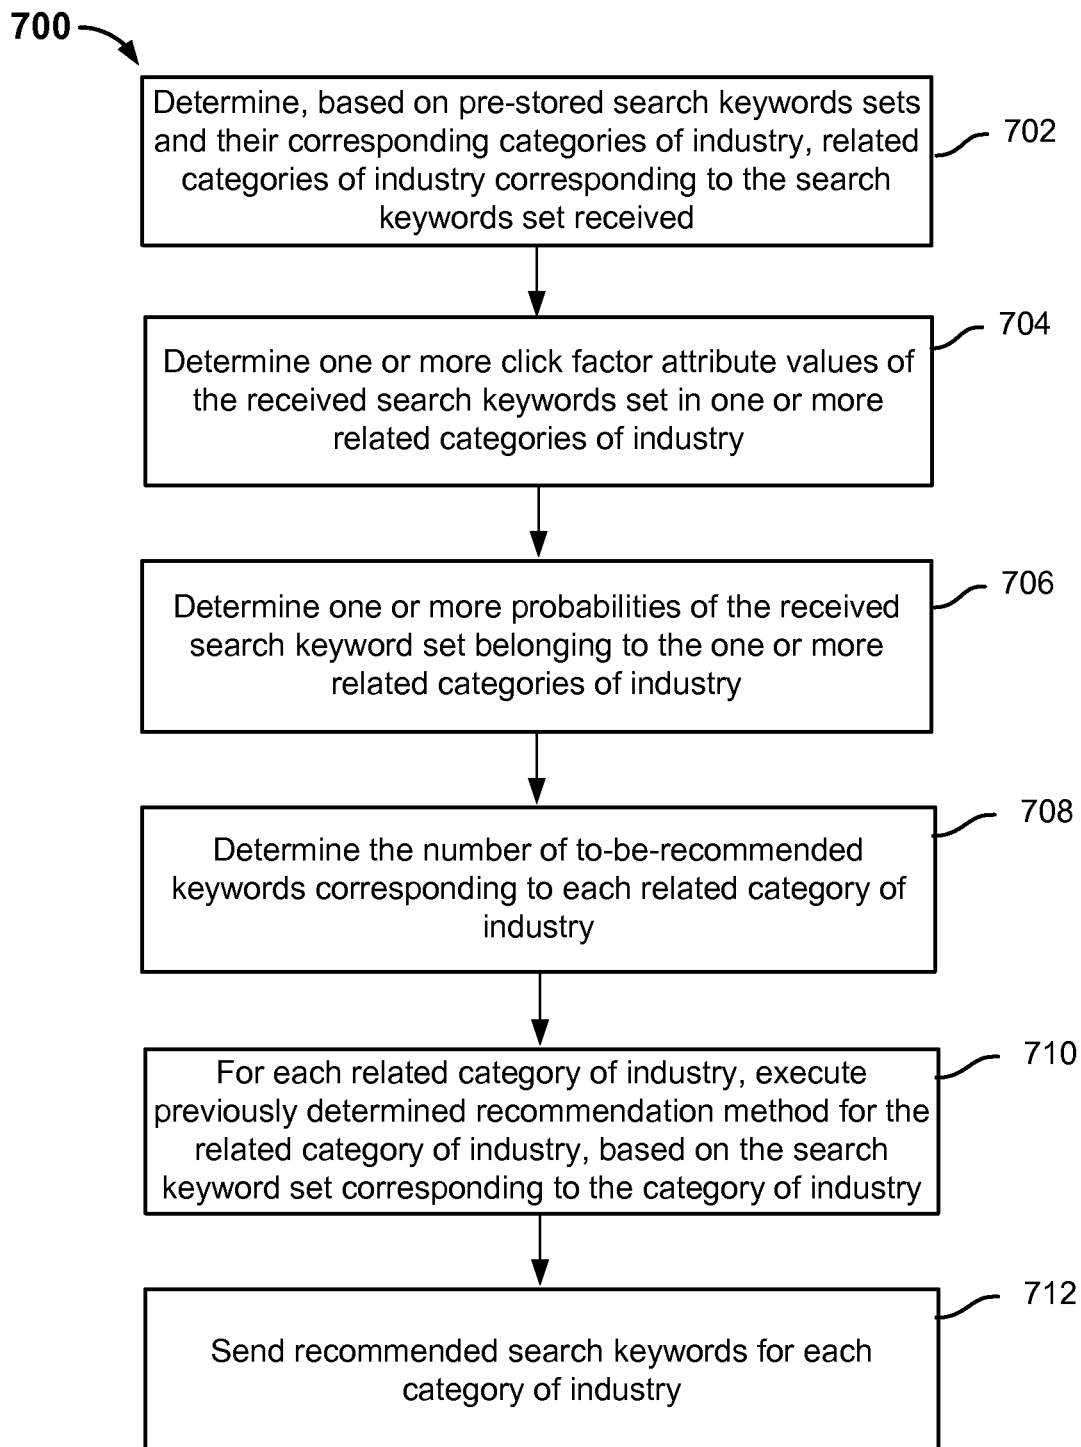 700
Determine, based on pre-stored search keywords sets
and their corresponding categories of industry, related
categories of industry corresponding to the search
keywords set received
702
704
Determine one or more click factor attribute values of
the received search keywords set in one or more
related categories of industry
706
Determine one or more probabilities of the received
search keyword set belonging to the one or more
related categories of industry
708
Determine the number of to-be-recommended
keywords corresponding to each related category of
industry
710
For each related category of industry, execute
previously determined recommendation method for the
related category of industry, based on the search
keyword set corresponding to the category of industry
712
Send recommended search keywords for each
category of industry